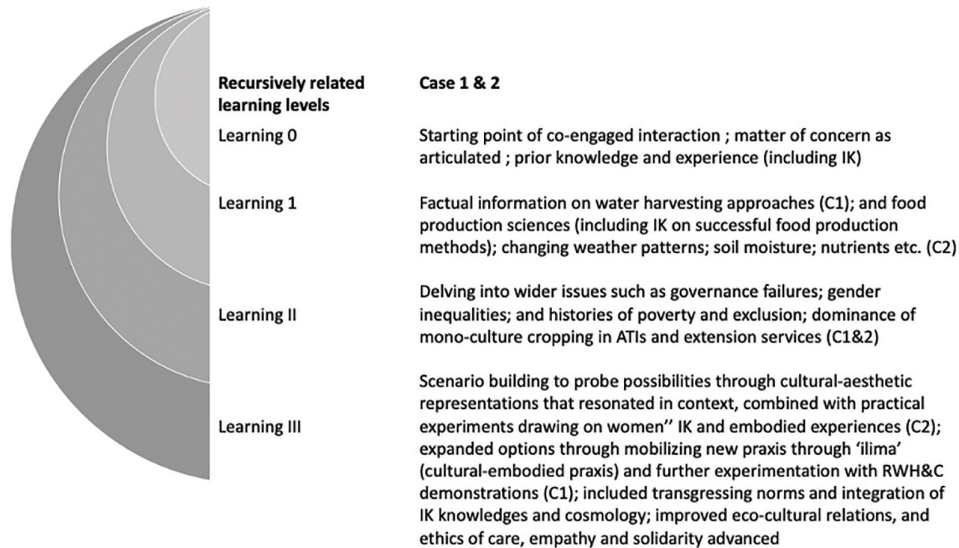 Recursively related
learning levels
Case 1 & 2
Learning 0
Starting point of co-engaged interaction ; matter of concern as
articulated ; prior knowledge and experience (including IK)
Learning 1
Factual information on water harvesting approaches (C1); and food
production sciences (including IK on successful food production
methods); changing weather patterns; soil moisture; nutrients etc. (C2)
Learning II
Delving into wider issues such as governance failures; gender
inequalities; and histories of poverty and exclusion; dominance of
mono-culture cropping in ATIs and extension services (C1&2)
Learning III
Scenario building to probe possibilities through cultural-aesthetic
representations that resonated in context, combined with practical
experiments drawing on women'' IK and embodied experiences (C2);
expanded options through mobilizing new praxis through ‘ilima’
(cultural-embodied praxis) and further experimentation with RWH&C
demonstrations (C1); included transgressing norms and integration of
IK knowledges and cosmology; improved eco-cultural relations, and
ethics of care, empathy and solidarity advanced